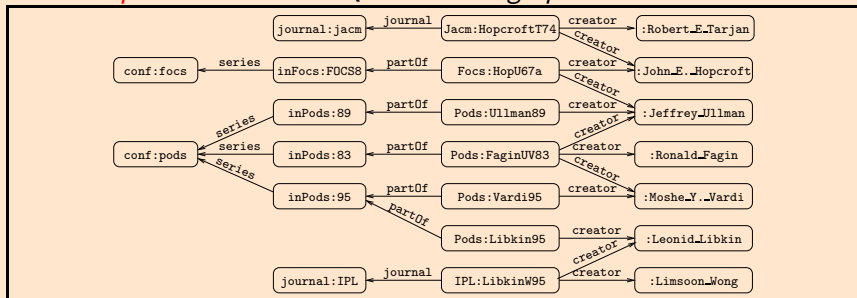 journal:jacm journal Jacm:HopcroftT74 creator :Robert_E_Tarjan
creator
conf:focs series inFocs:FOCS8 partOf Focs:HopU67a creator :John_E._Hopcroft
creator
series inPods:89 partOf Pods:Ullman89 creator :Jeffrey_Ullman
creator
conf:pods series inPods:83 partOf Pods:FaginUV83 creator :Ronald_Fagin
series creator
inPods:95 partOf Pods:Vardi95 creator :Moshe_Y._Vardi
partOf
Pods:Libkin95 creator :Leonid_Libkin
creator
journal:IPL journal IPL:LibkinW95 creator :Limsoon_Wong